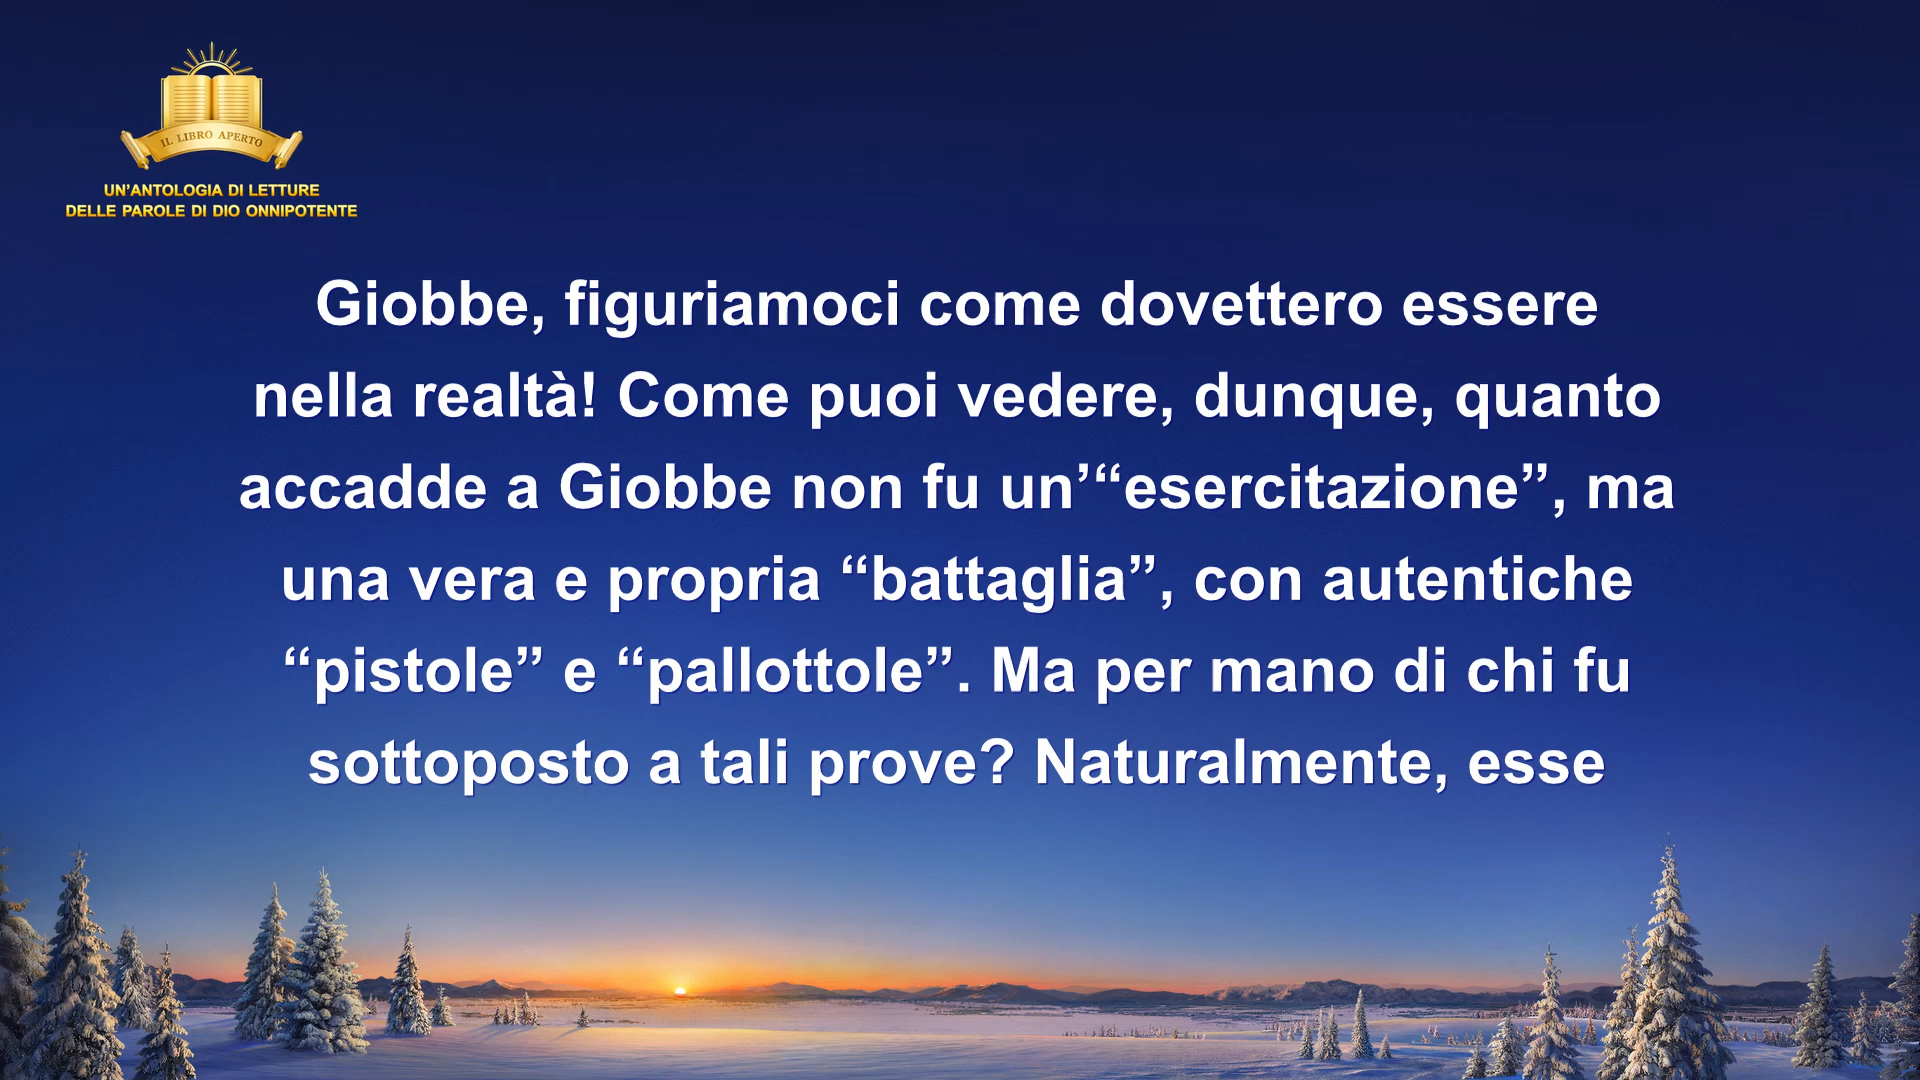 IL LIBRO APERTO
UN’ANTOLOGIA DI LETTURE
DELLE PAROLE DI DIO ONNIPOTENTE
Giobbe, figuriamoci come dovettero essere
nella realtà! Come puoi vedere, dunque, quanto
accadde a Giobbe non fu un’“esercitazione”, ma
una vera e propria “battaglia”, con autentiche
“pistole” e “pallottole”. Ma per mano di chi fu
sottoposto a tali prove? Naturalmente, esse